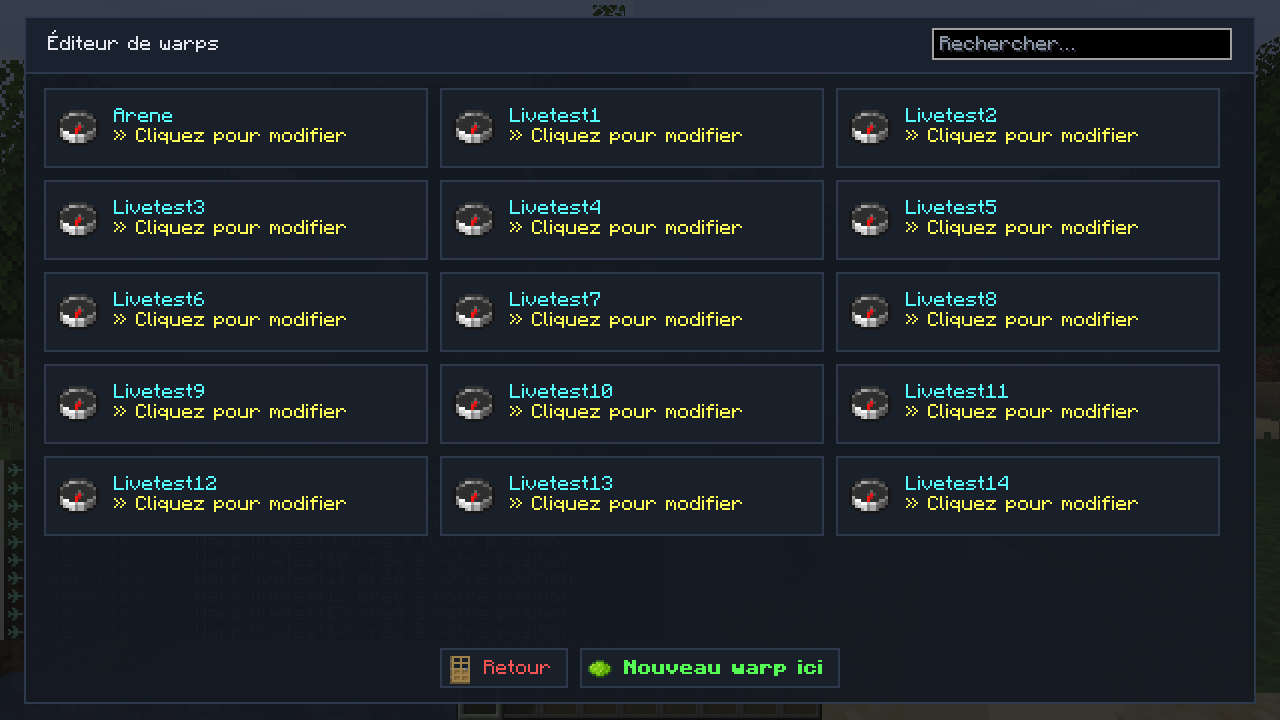 Éditeur de warps
Rechercher...
Arene
» Cliquez pour modifier
Livetest1
» Cliquez pour modifier
Livetest2
» Cliquez pour modifier
Livetest3
» Cliquez pour modifier
Livetest4
» Cliquez pour modifier
Livetest5
» Cliquez pour modifier
Livetest6
» Cliquez pour modifier
Livetest7
» Cliquez pour modifier
Livetest8
» Cliquez pour modifier
Livetest9
» Cliquez pour modifier
Livetest10
» Cliquez pour modifier
Livetest11
» Cliquez pour modifier
Livetest12
» Cliquez pour modifier
Livetest13
» Cliquez pour modifier
Livetest14
» Cliquez pour modifier
Retour
Nouveau warp ici